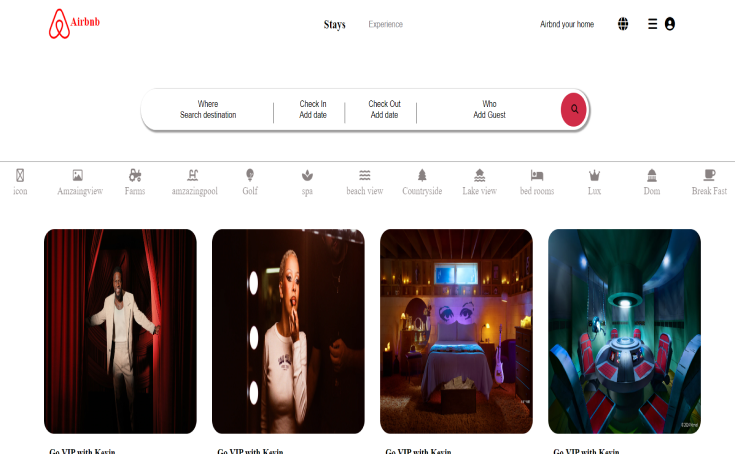 Airbnb
Stays
Experience
Airbnd your home
Where
Search destination
Check In
Add date
Check Out
Add date
Who
Add Guest
icon
Amzaingview
Farms
amzazingpool
Golf
spa
beach view
Countryside
Lake view
bed rooms
Lux
Dom
Break Fast
Go VIP with Kevin
Go VIP with Kevin
Go VIP with Kevin
Go VIP with Kevin